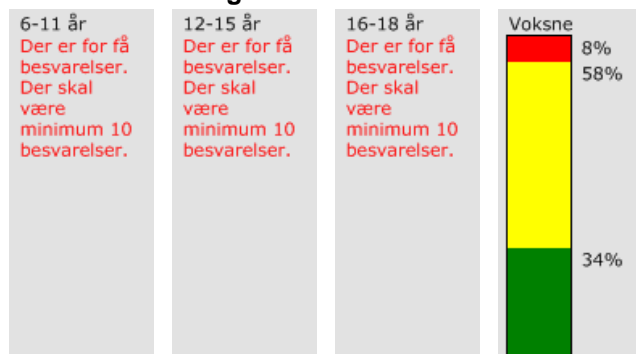 6-11 år
Der er for få
besvarelser.
Der skal
være
minimum 10
besvarelser.
12-15 år
Der er for få
besvarelser.
Der skal
være
minimum 10
besvarelser.
16-18 år
Der er for få
besvarelser.
Der skal
være
minimum 10
besvarelser.
Voksne
8%
58%
34%